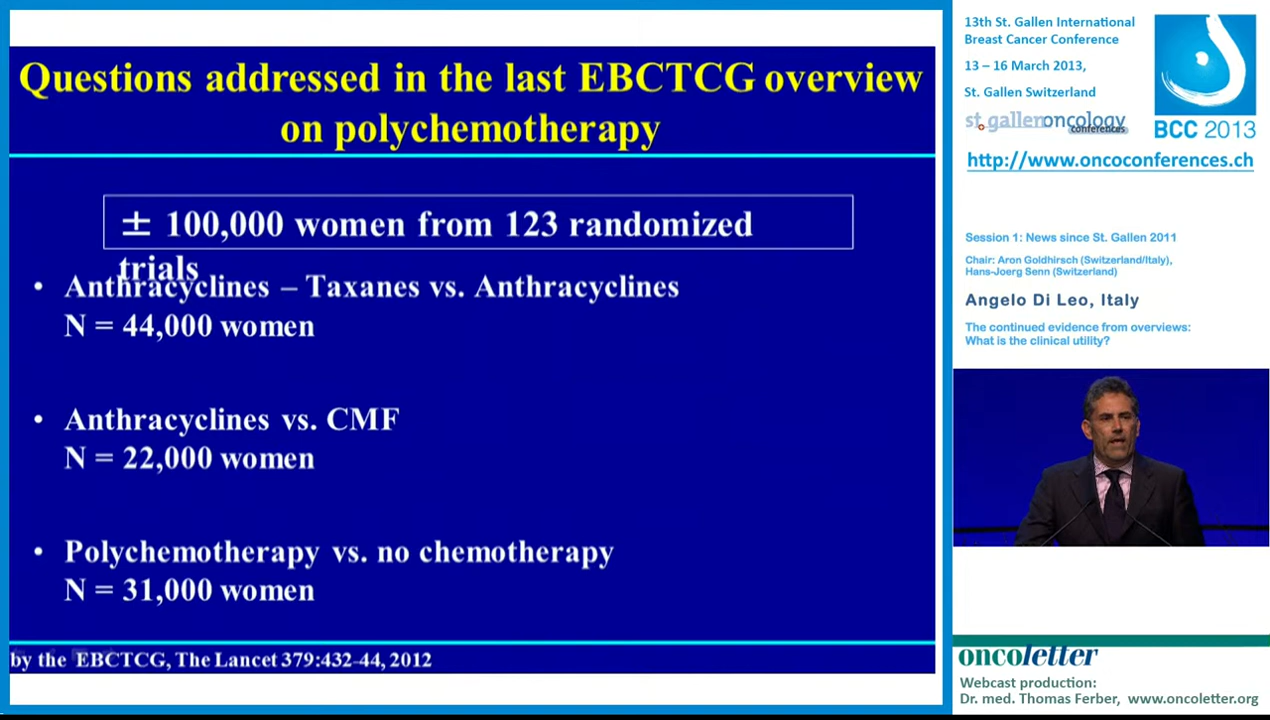 Questions addressed in the last EBCTCG overview
on polychemotherapy
± 100,000 women from 123 randomized
trials
• Anthracyclines – Taxanes vs. Anthracyclines
N = 44,000 women
• Anthracyclines vs. CMF
N = 22,000 women
• Polychemotherapy vs. no chemotherapy
N = 31,000 women
by the EBCTCG, The Lancet 379:432-44, 2012
13th St. Gallen International
Breast Cancer Conference
13 – 16 March 2013,
St. Gallen Switzerland
st.gallenoncology
conferences
BCC 2013
http://www.oncoconferences.ch
Session 1: News since St. Gallen 2011
Chair: Aron Goldhirsch (Switzerland/Italy),
Hans-Joerg Senn (Switzerland)
Angelo Di Leo, Italy
The continued evidence from overviews:
What is the clinical utility?
oncoletter
Webcast production:
Dr. med. Thomas Ferber, www.oncoletter.org